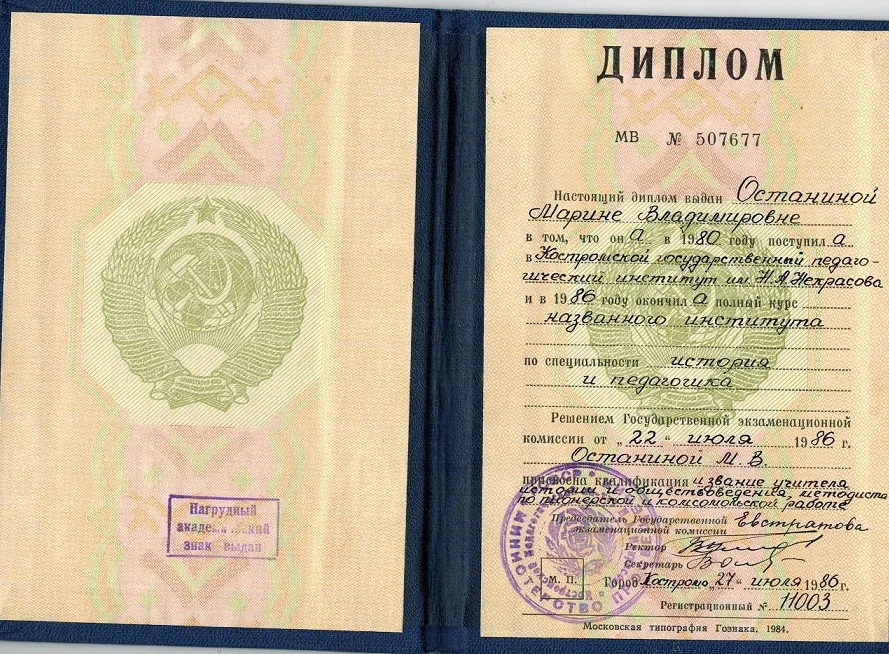 Нагрудный
академический
знак выдан
ДИПЛОМ
МВ № 507677
Настоящий диплом выдан Останиной
Марине Владимировне
в том, что он а в 1980 году поступил а
в Костромской государственный педаго-
гический институт им Н.А.Некрасова
и в 1986 году окончил а полный курс
названного института
по специальности история
и педагогика
Решением Государственной экзаменационной
комиссии от „22“ июля 1986 г.
Останиной М. В.
присвоена квалификация и звание учителя
истории и обществоведения, методиста
по пионерской и комсомольской работе
Председатель Государственной экзаменационной комиссии Евстратова
Ректор
Секретарь
М. П. Город Кострома „27“ июля 1986 г.
Регистрационный № 11003
Московская типография Гознака. 1984.